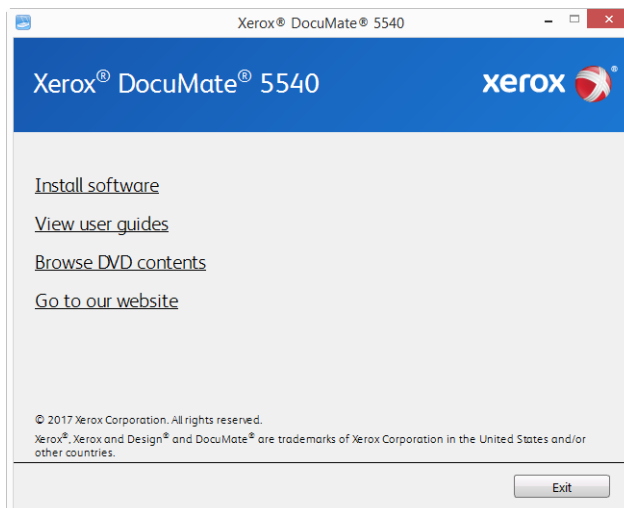 Xerox® DocuMate® 5540
Xerox® DocuMate® 5540
xerox ®
Install software
View user guides
Browse DVD contents
Go to our website
© 2017 Xerox Corporation. All rights reserved.
Xerox®, Xerox and Design® and DocuMate® are trademarks of Xerox Corporation in the United States and/or
other countries.
Exit